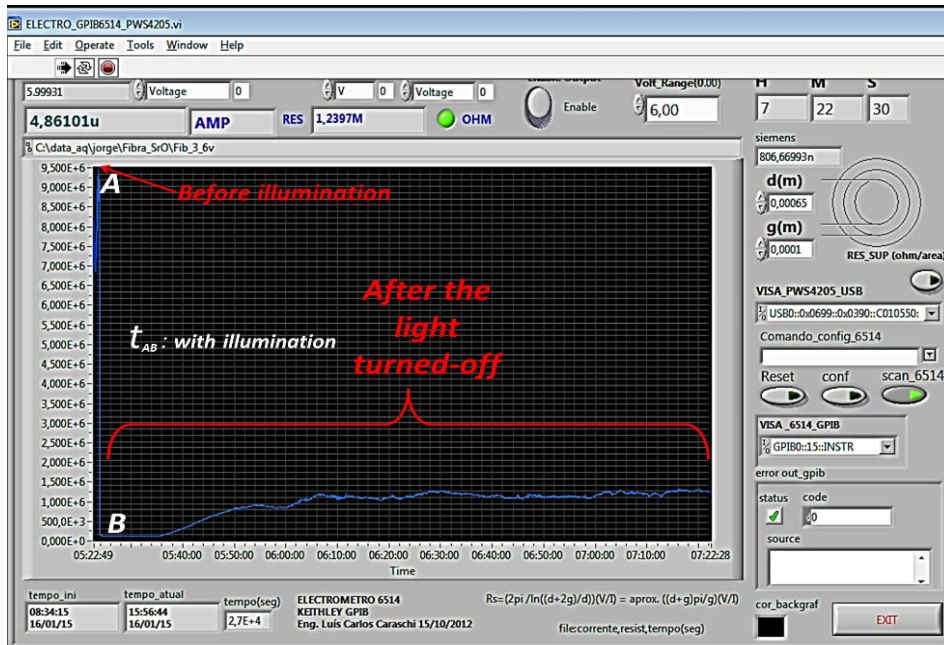 ELECTRO_GPIB6514_PWS4205.vi
File Edit Operate Tools Window Help
5.99931 Voltage 0 V 0 Voltage 0
Enable Output
Enable
Volt_Range(0.00)
6,00
H M S
7 22 30
4,86101u AMP RES 1,2397M OHM
C:\data_aq\jorge\Fibra_SrO\Fib_3_6v
siemens
806,66993n
d(m)
0,00065
g(m)
0,0001
RES_SUP (ohm/area)
VISA_PWS4205_USB
USB0::0x0699::0x0390::C010550:
Comando_config_6514
Reset conf scan_6514
VISA _6514_GPIB
GPIB0::15::INSTR
error out_gpib
status code
d0
source
cor_backgraf
EXIT
9,500E+6
9,000E+6
8,500E+6
8,000E+6
7,500E+6
7,000E+6
6,500E+6
6,000E+6
5,500E+6
5,000E+6
4,500E+6
4,000E+6
3,500E+6
3,000E+6
2,500E+6
2,000E+6
1,500E+6
1,000E+6
500,0E+3
0,000E+0
A
Before illumination
After the
light
turned-off
tAB : with illumination
B
05:22:49 05:40:00 05:50:00 06:00:00 06:10:00 06:20:00 06:30:00 06:40:00 06:50:00 07:00:00 07:10:00 07:22:28
Time
tempo_ini tempo_atual tempo(seg)
08:34:15 15:56:44 2,7E+4
16/01/15 16/01/15
ELECTROMETRO 6514
KEITHLEY GPIB
Eng. Luís Carlos Caraschi 15/10/2012
Rs=(2pi /ln((d+2g)/d))(V/I) = aprox. ((d+g)pi/g)(V/I)
file:corrente,resist,tempo(seg)